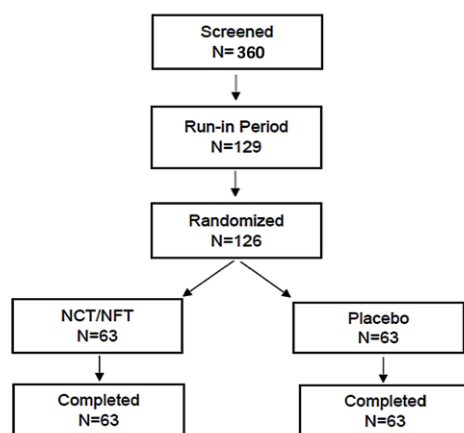 Screened
N=360
Run-in Period
N=129
Randomized
N=126
NCT/NFT
N=63
Placebo
N=63
Completed
N=63
Completed
N=63